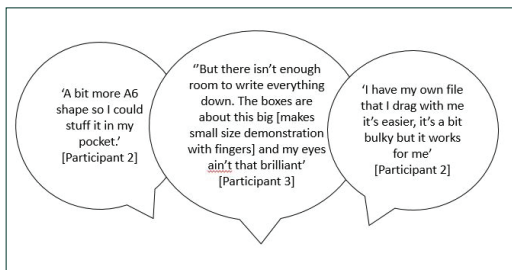 ‘A bit more A6
shape so I could
stuff it in my
pocket.’
[Participant 2]
‘’But there isn’t enough
room to write everything
down. The boxes are
about this big [makes
small size demonstration
with fingers] and my eyes
ain’t that brilliant’
[Participant 3]
‘I have my own file
that I drag with me
it’s easier, it’s a bit
bulky but it works
for me’
[Participant 2]